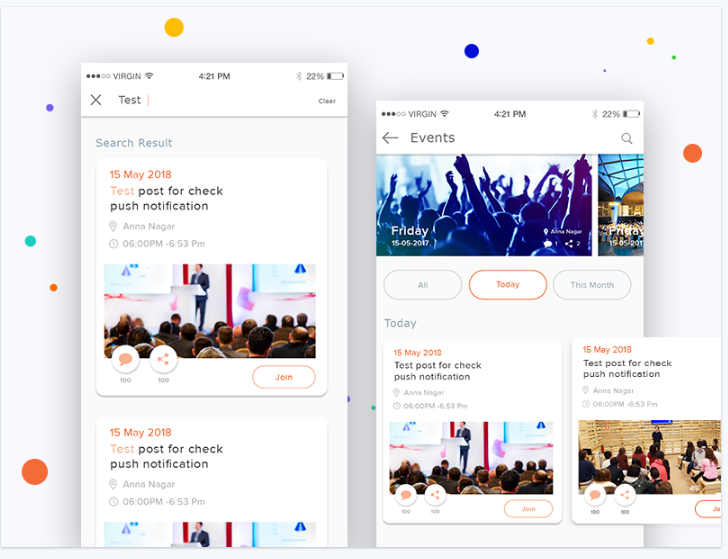 VIRGIN 4:21 PM 22%
Test Clear
Search Result
15 May 2018
Test post for check
push notification
Anna Nagar
06:00PM -6:53 Pm
100 100 Join
15 May 2018
Test post for check
push notification
Anna Nagar
06:00PM -6:53 Pm
VIRGIN 4:21 PM 22%
Events
Friday Anna Nagar
15-05-2017 1 2
Friday
15-05-201
All Today This Month
Today
15 May 2018
Test post for check
push notification
Anna Nagar
06:00PM -6:53 Pm
100 100 Join
15 May 2018
Test post for check
push notification
Anna Nagar
06:00PM -6:53 Pm
100 100 Jo